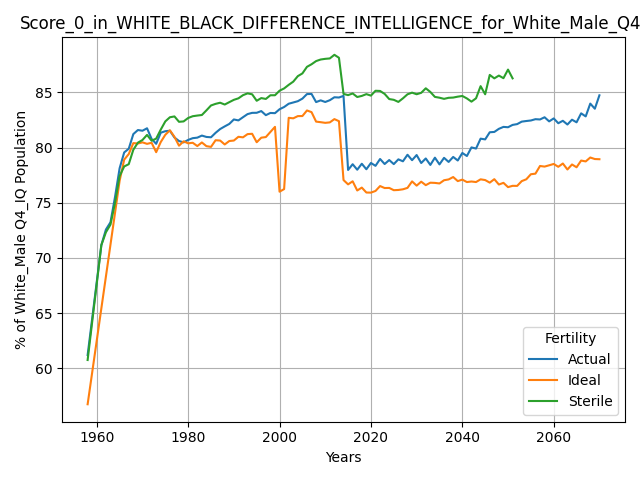 Score_0_in_WHITE_BLACK_DIFFERENCE_INTELLIGENCE_for_White_Male_Q4
% of White_Male Q4_IQ Population
85
80
75
70
65
60
1960
1980
2000
2020
2040
2060
Years
Fertility
Actual
Ideal
Sterile